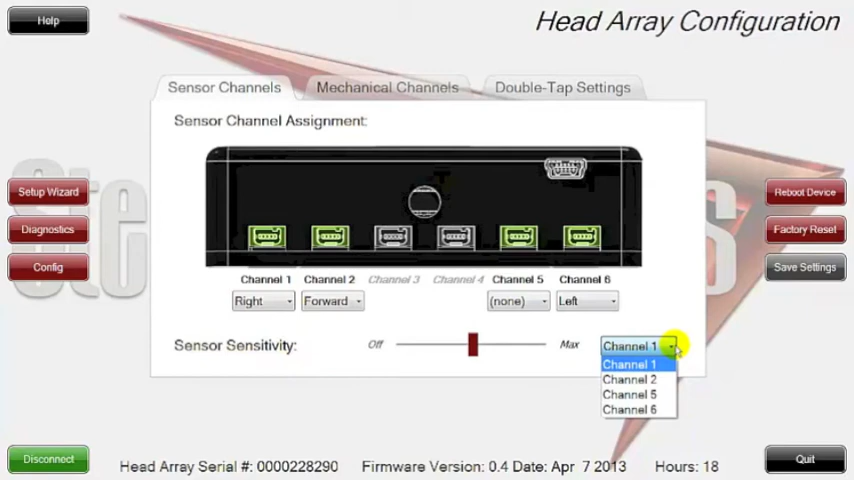 Help
Head Array Configuration
Sensor Channels
Mechanical Channels
Double-Tap Settings
Sensor Channel Assignment:
Setup Wizard
Diagnostics
Config
Reboot Device
Factory Reset
Save Settings
Channel 1
Channel 2
Channel 3
Channel 4
Channel 5
Channel 6
Right
Forward
(none)
Left
Sensor Sensitivity:
Off
Max
Channel 1
Channel 1
Channel 2
Channel 5
Channel 6
Disconnect
Head Array Serial #: 0000228290
Firmware Version: 0.4 Date: Apr 7 2013
Hours: 18
Quit